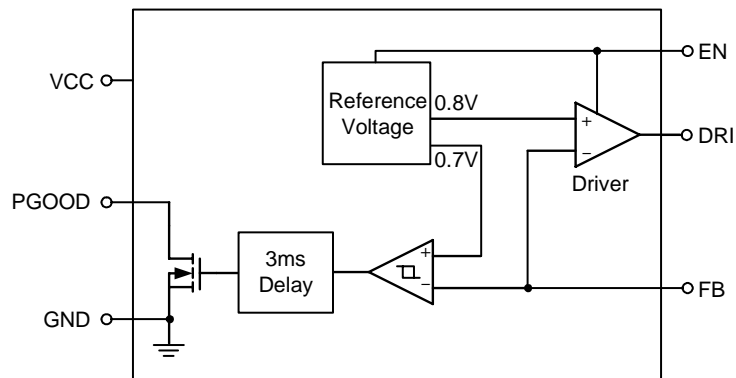 EN
VCC
Reference
Voltage
0.8V
0.7V
+
−
DRI
Driver
PGOOD
3ms
Delay
+
−
FB
GND